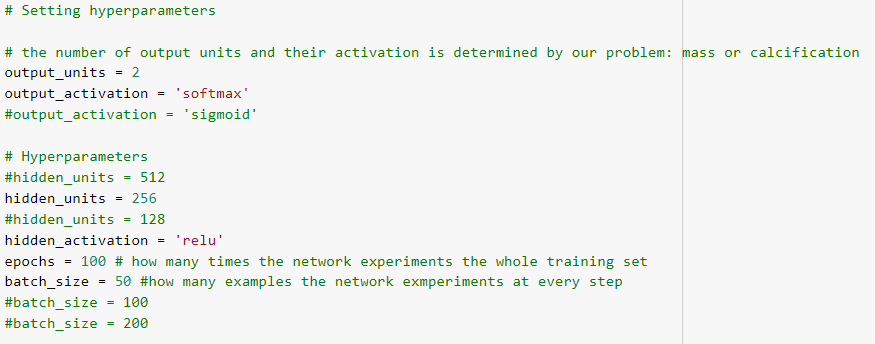 # Setting hyperparameters
# the number of output units and their activation is determined by our problem: mass or calcification
output_units = 2
output_activation = 'softmax'
#output_activation = 'sigmoid'
# Hyperparameters
#hidden_units = 512
hidden_units = 256
#hidden_units = 128
hidden_activation = 'relu'
epochs = 100 # how many times the network experiments the whole training set
batch_size = 50 #how many examples the network exmperiments at every step
#batch_size = 100
#batch_size = 200